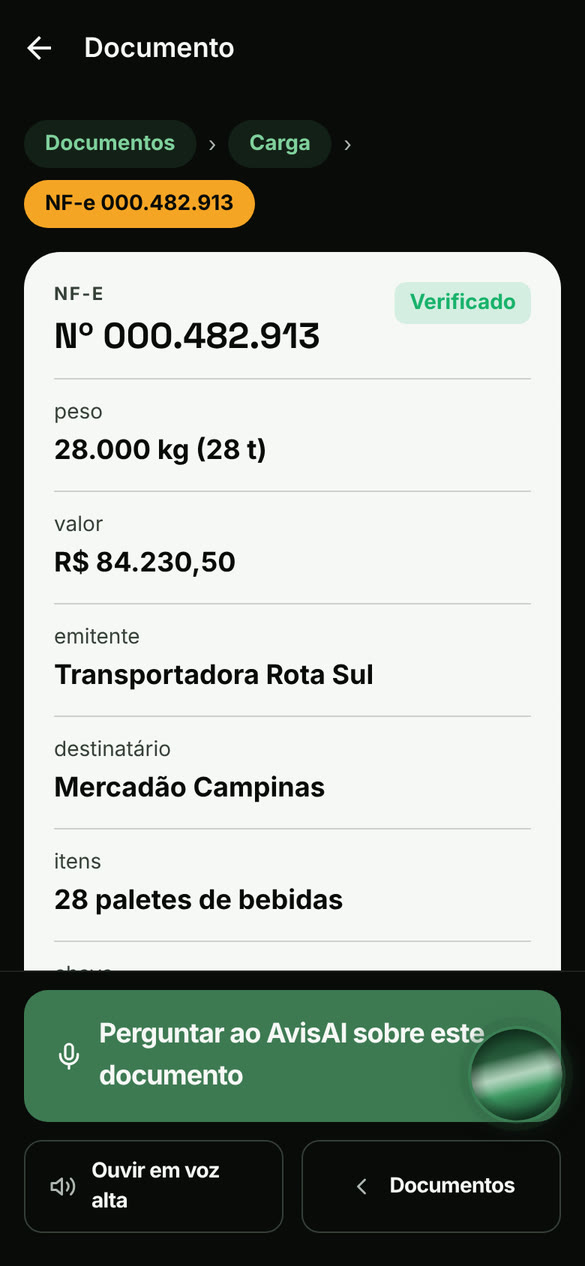 Documento
Documentos › Carga ›
NF-e 000.482.913
NF-E
Verificado
Nº 000.482.913
peso
28.000 kg (28 t)
valor
R$ 84.230,50
emitente
Transportadora Rota Sul
destinatário
Mercadão Campinas
itens
28 paletes de bebidas
Perguntar ao AvisAI sobre este
documento
Ouvir em voz
alta
Documentos